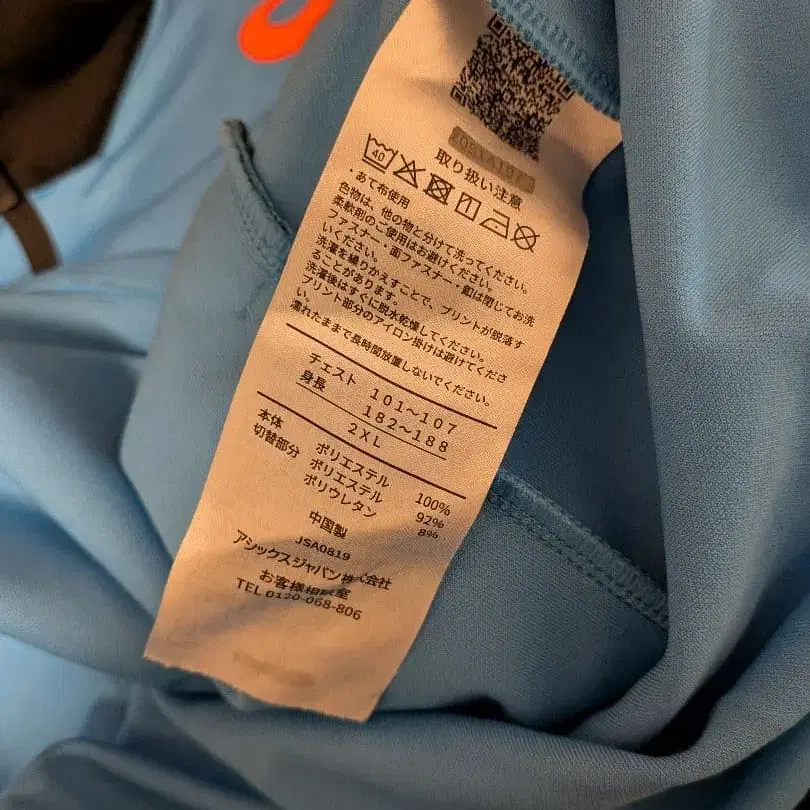 取り扱い注意
40
・あて布使用
色物は、他の物と分けて洗ってください。
柔軟剤のご使用はお避けください。
ファスナー・面ファスナー・釦は閉じてお洗
いください。
洗濯を繰りかえすことで、プリントが脱落す
ることがあります。
洗濯後はすぐに脱水乾燥してください。
プリント部分のアイロン掛けは避けてくださ
い。
濡れたままで長時間放置しないでください。
チェスト 101〜107
身長 182〜188
2XL
本体 ポリエステル 100%
切替部分 ポリエステル 92%
ポリウレタン 8%
中国製
JSA0819
アシックスジャパン株式会社
お客様相談室
TEL 0120-068-806